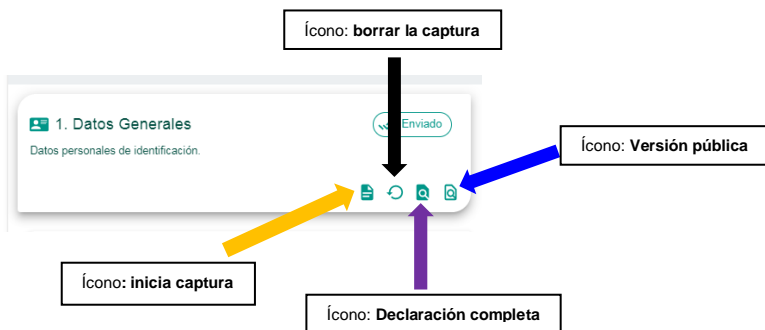 Ícono: borrar la captura
1. Datos Generales
Enviado
Datos personales de identificación.
Ícono: Versión pública
Ícono: inicia captura
Ícono: Declaración completa